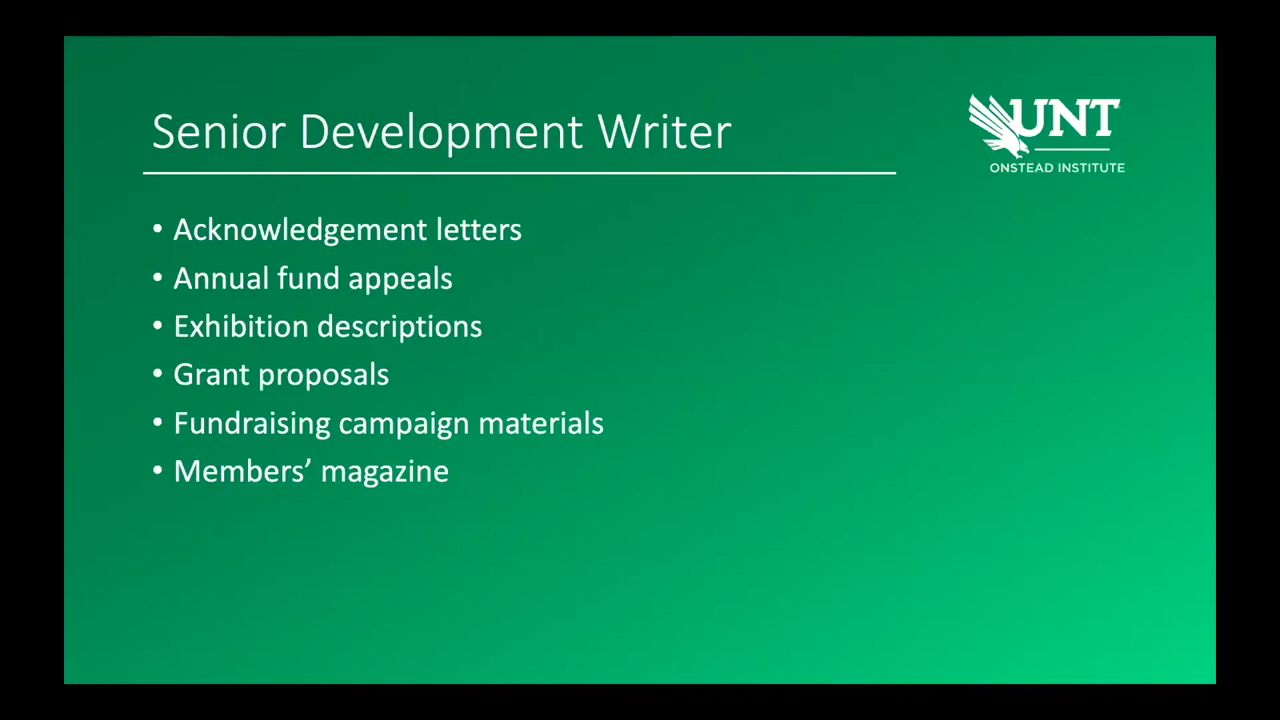 Senior Development Writer
UNT
ONSTEAD INSTITUTE
• Acknowledgement letters
• Annual fund appeals
• Exhibition descriptions
• Grant proposals
• Fundraising campaign materials
• Members’ magazine